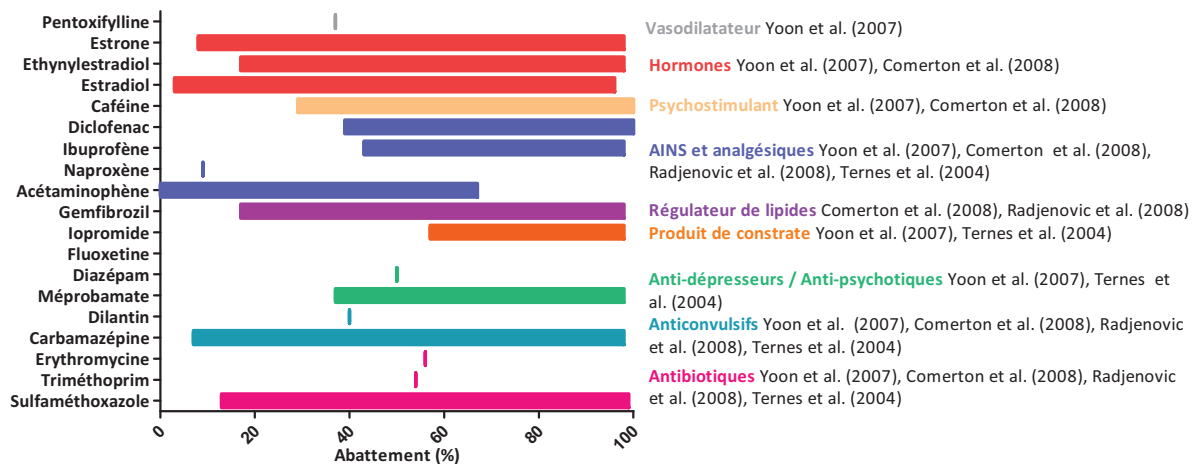 Pentoxifylline
Estrone
Ethynylestradiol
Estradiol
Caféine
Diclofenac
Ibuprofène
Naproxène
Acétaminophène
Gemfibrozil
Iopromide
Fluoxetine
Diazépam
Méprobamate
Dilantin
Carbamazépine
Erythromycine
Triméthoprim
Sulfaméthoxazole
0 20 40 60 80 100
Abattement (%)
Vasodilatateur Yoon et al. (2007)
Hormones Yoon et al. (2007), Comerton et al. (2008)
Psychostimulant Yoon et al. (2007), Comerton et al. (2008)
AINS et analgésiques Yoon et al. (2007), Comerton et al. (2008),
Radjenovic et al. (2008), Ternes et al. (2004)
Régulateur de lipides Comerton et al. (2008), Radjenovic et al. (2008)
Produit de constrate Yoon et al. (2007), Ternes et al. (2004)
Anti-dépresseurs / Anti-psychotiques Yoon et al. (2007), Ternes et
al. (2004)
Anticonvulsifs Yoon et al. (2007), Comerton et al. (2008), Radjenovic
et al. (2008), Ternes et al. (2004)
Antibiotiques Yoon et al. (2007), Comerton et al. (2008), Radjenovic
et al. (2008), Ternes et al. (2004)